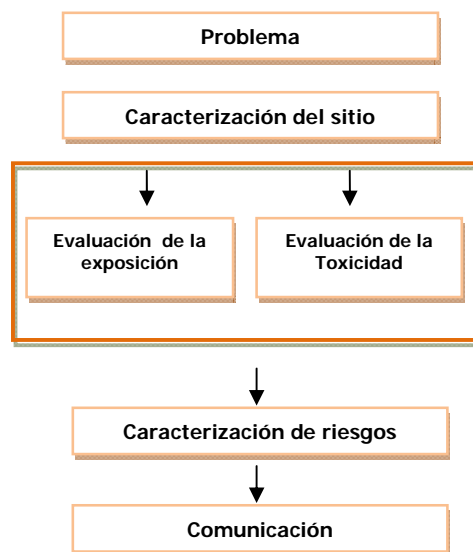 Problema
Caracterización del sitio
Evaluación de la
exposición
Evaluación de la
Toxicidad
Caracterización de riesgos
Comunicación